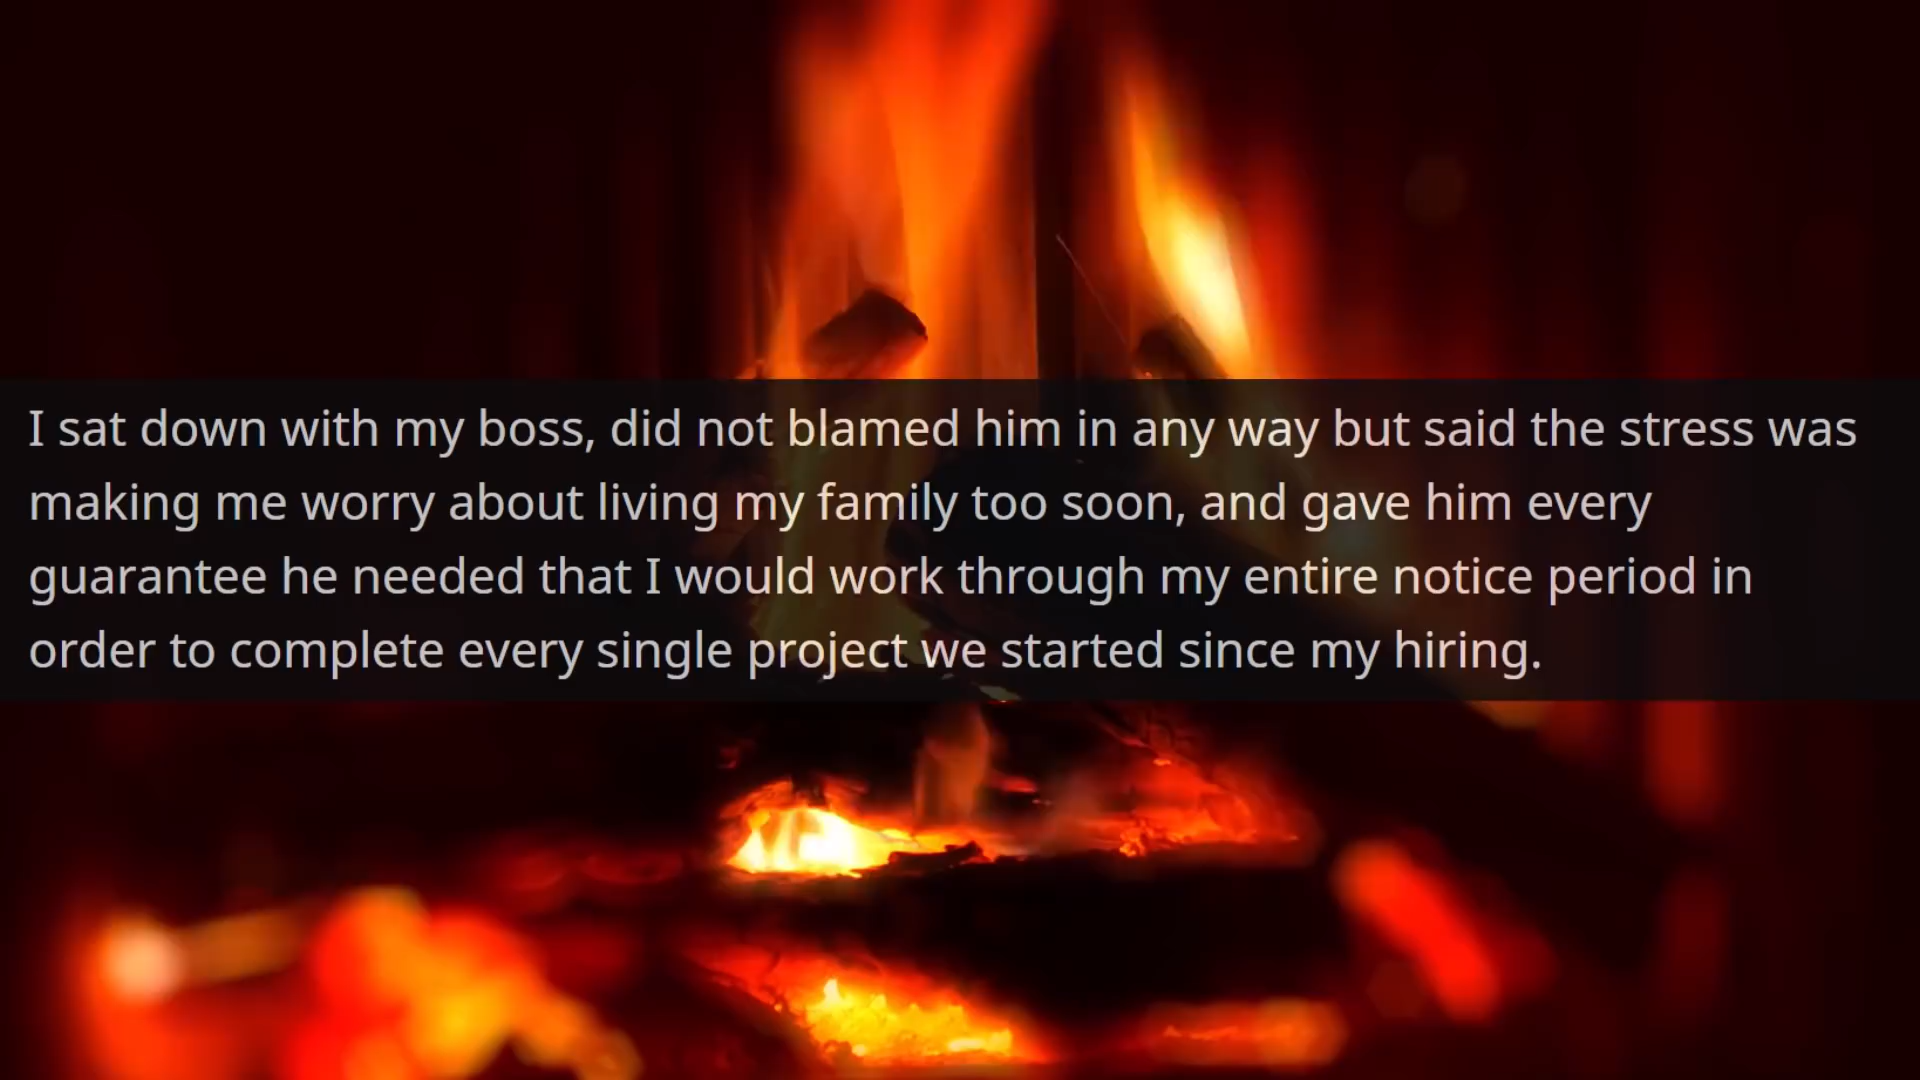 I sat down with my boss, did not blamed him in any way but said the stress was
making me worry about living my family too soon, and gave him every
guarantee he needed that I would work through my entire notice period in
order to complete every single project we started since my hiring.